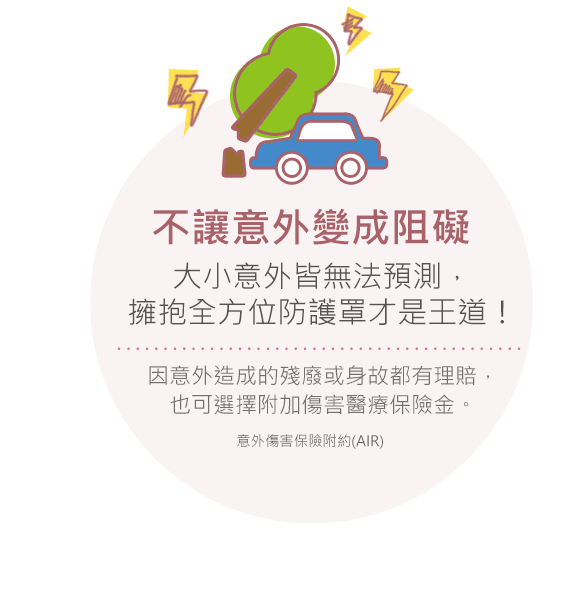 不讓意外變成阻礙
大小意外皆無法預測，
擁抱全方位防護罩才是王道！
因意外造成的殘廢或身故都有理賠，
也可選擇附加傷害醫療保險金。
意外傷害保險附約(AIR)